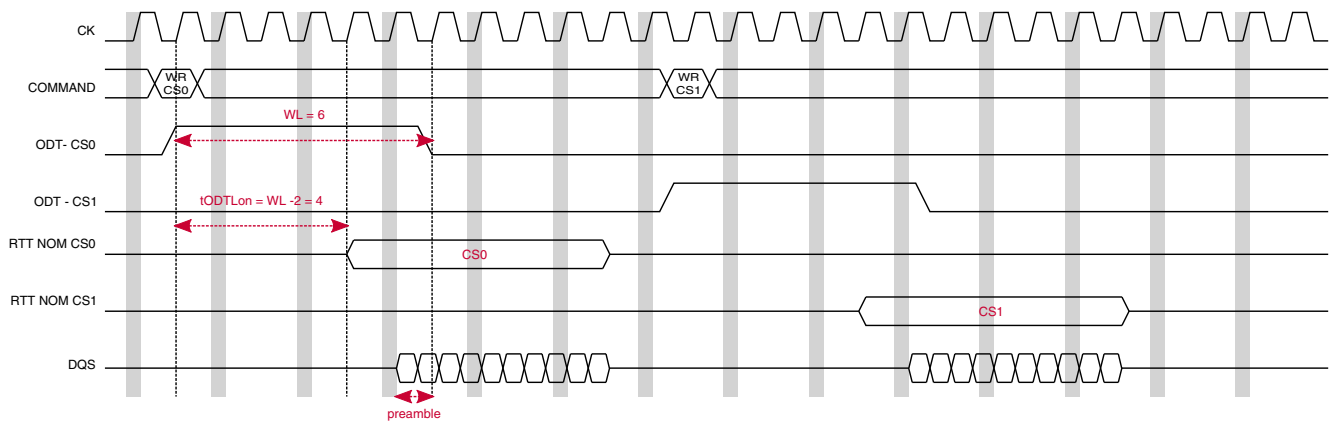 CK
COMMAND
WR
CS0
WR
CS1
WL = 6
ODT- CS0
ODT - CS1
tODTLon = WL -2 = 4
RTT NOM CS0
CS0
RTT NOM CS1
CS1
DQS
preamble